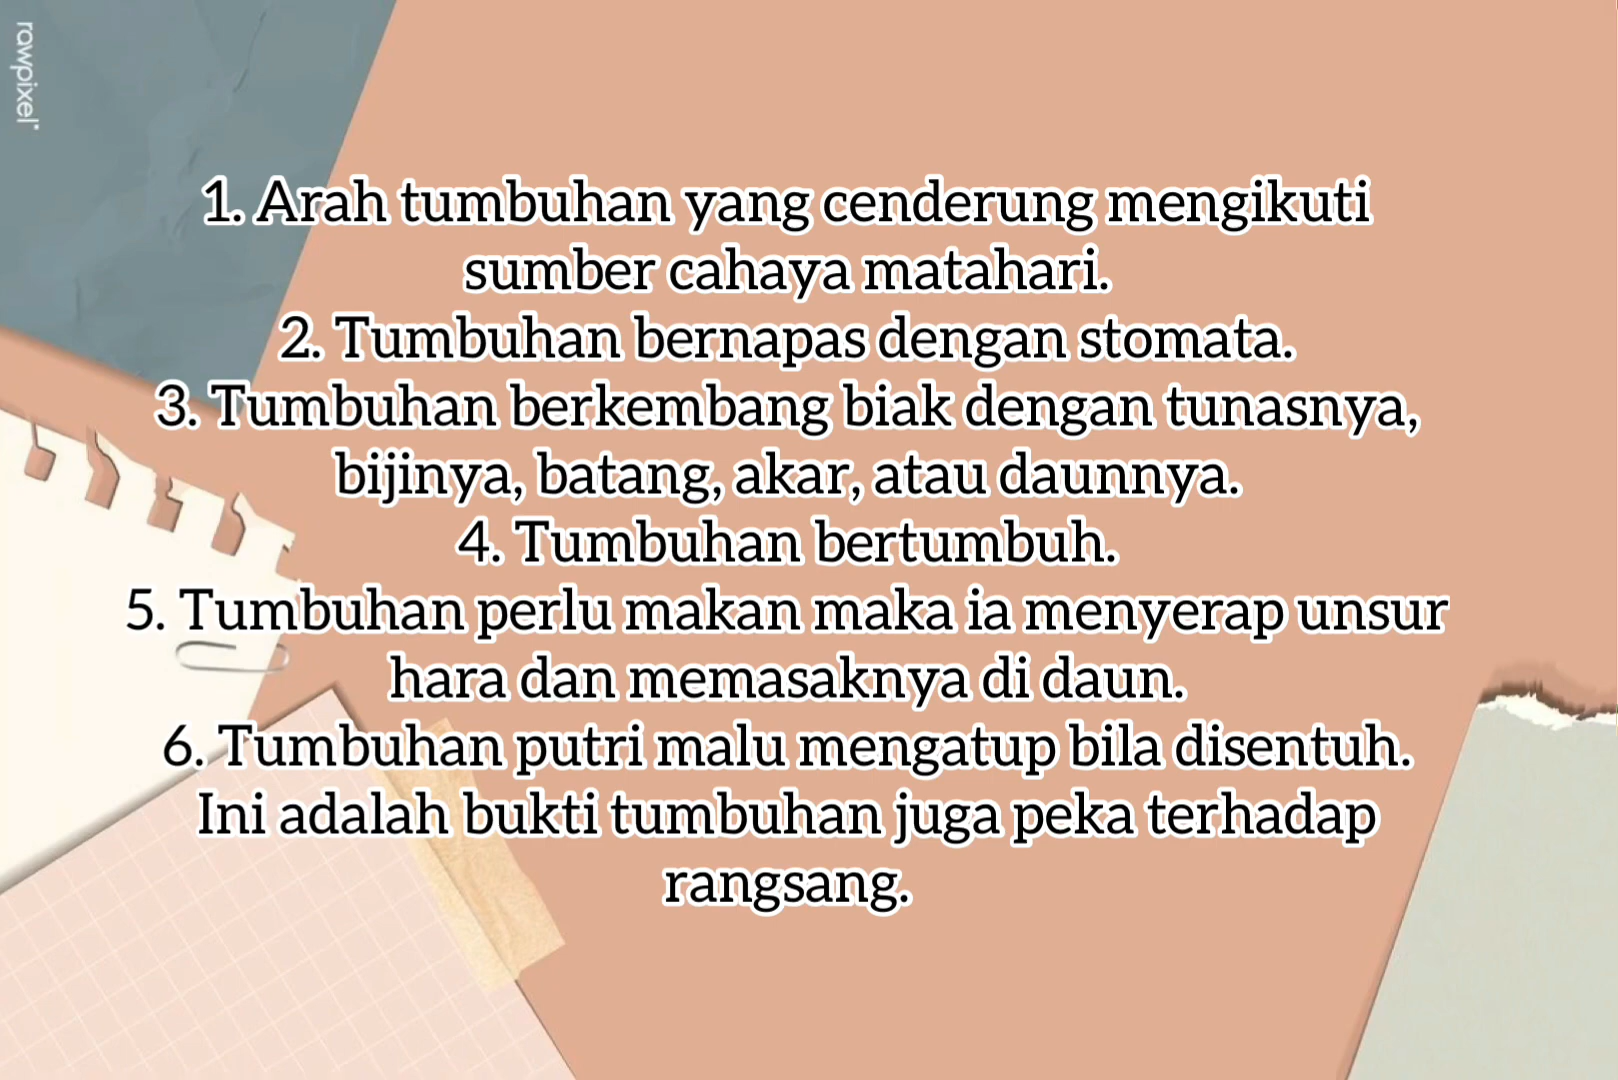 rawpixel
1. Arah tumbuhan yang cenderung mengikuti
sumber cahaya matahari.
2. Tumbuhan bernapas dengan stomata.
3. Tumbuhan berkembang biak dengan tunasnya,
bijinya, batang, akar, atau daunnya.
4. Tumbuhan bertumbuh.
5. Tumbuhan perlu makan maka ia menyerap unsur
hara dan memasaknya di daun.
6. Tumbuhan putri malu mengatup bila disentuh.
Ini adalah bukti tumbuhan juga peka terhadap
rangsang.